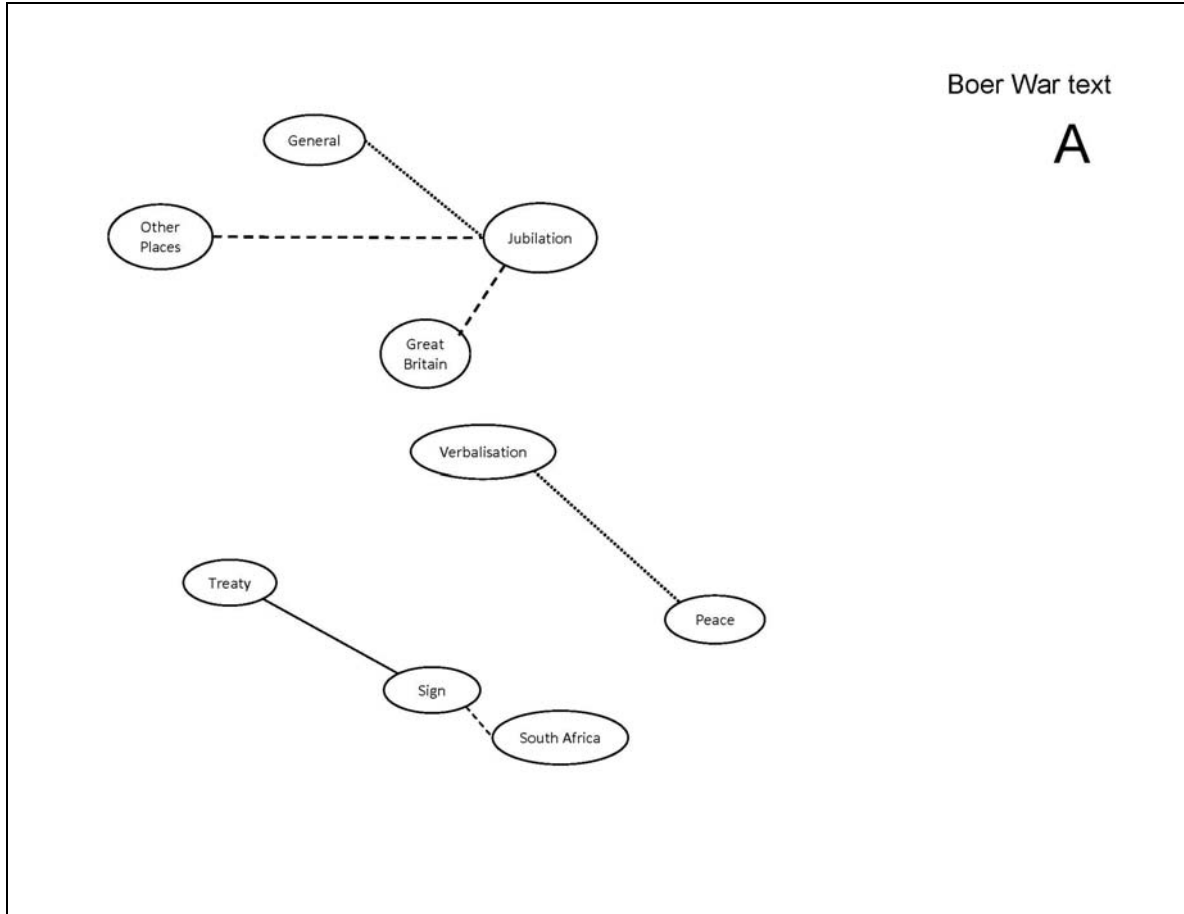 Boer War text
A
General
Other
Places
Jubilation
Great
Britain
Verbalisation
Treaty
Peace
Sign
South Africa